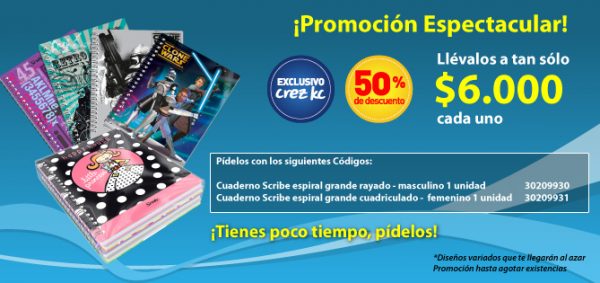 ¡Promoción Espectacular!
EXCLUSIVO
crez kc
50%
de descuento
Llévalos a tan sólo
$6.000
cada uno
CLONE
WARS
Pídelos con los siguientes Códigos:
Cuaderno Scribe espiral grande rayado - masculino 1 unidad 30209930
Cuaderno Scribe espiral grande cuadriculado - femenino 1 unidad 30209931
¡Tienes poco tiempo, pídelos!
*Diseños variados que te llegarán al azar
Promoción hasta agotar existencias